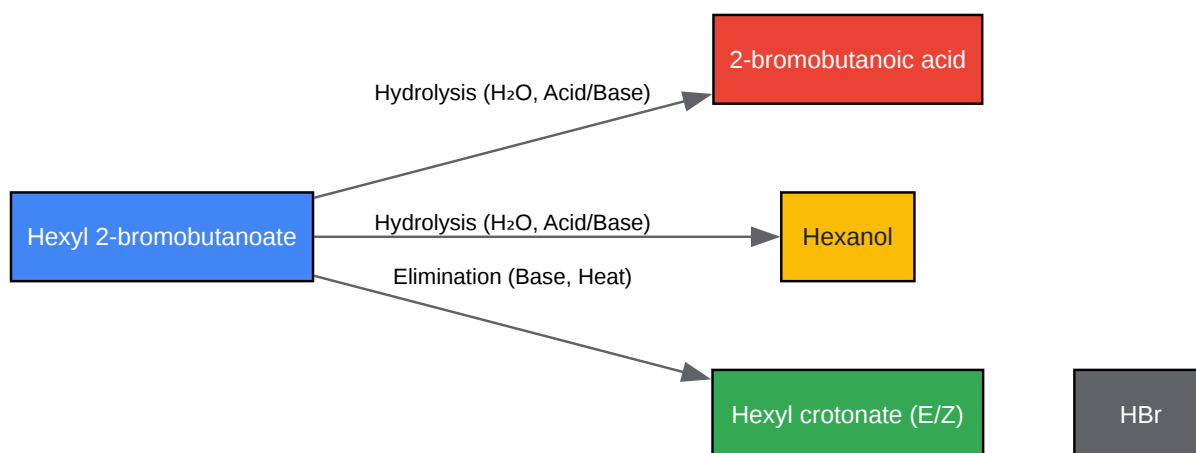 2-bromobutanoic acid
Hydrolysis (H₂O, Acid/Base)
Hexyl 2-bromobutanoate
Hydrolysis (H₂O, Acid/Base)
Hexanol
Elimination (Base, Heat)
Hexyl crotonate (E/Z)
HBr